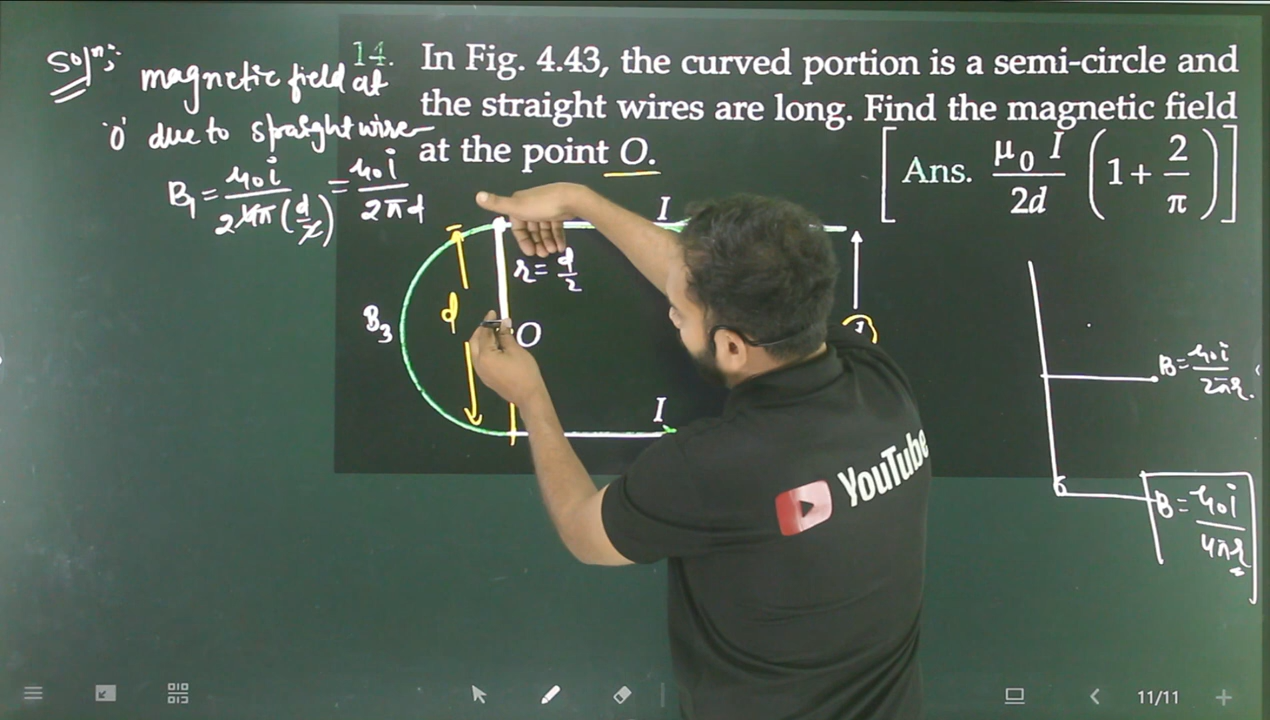 Solⁿ;
14. In Fig. 4.43, the curved portion is a semi-circle and
the straight wires are long. Find the magnetic field
at the point O.
[Ans. μ₀ I / 2d (1 + 2/π)]
magnetic field at
'O' due to straight wire
B₁ = μ₀i / 2 4π (d/2) = μ₀i / 2πd
I
r = d/2
d
B₃
O
I
B = μ₀i / 2πr.
B = μ₀i / 4πr
YouTube
11/11